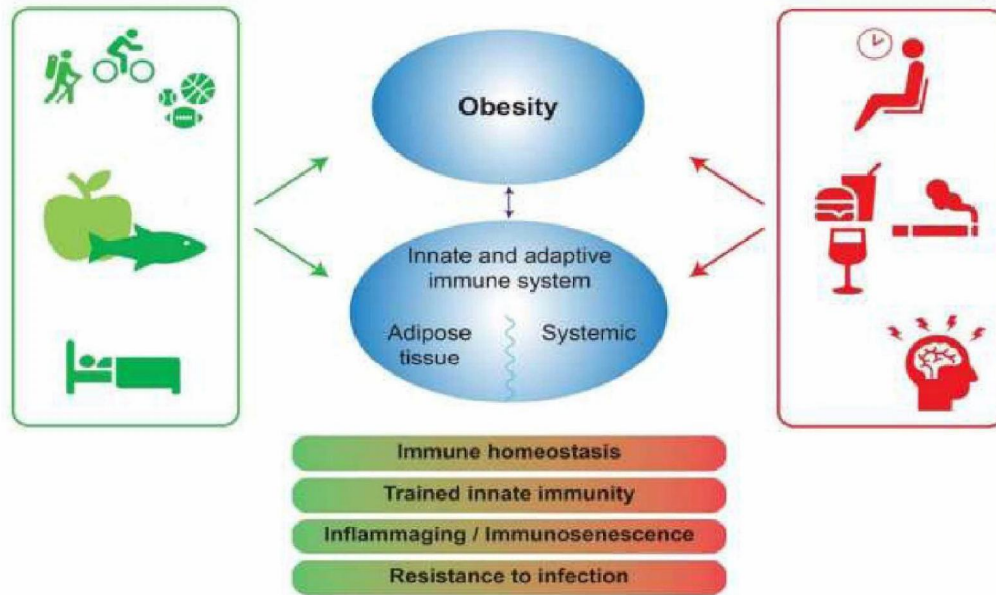 Obesity
Innate and adaptive
immune system
Adipose
tissue
Systemic
Immune homeostasis
Trained innate immunity
Inflammaging / Immunosenescence
Resistance to infection